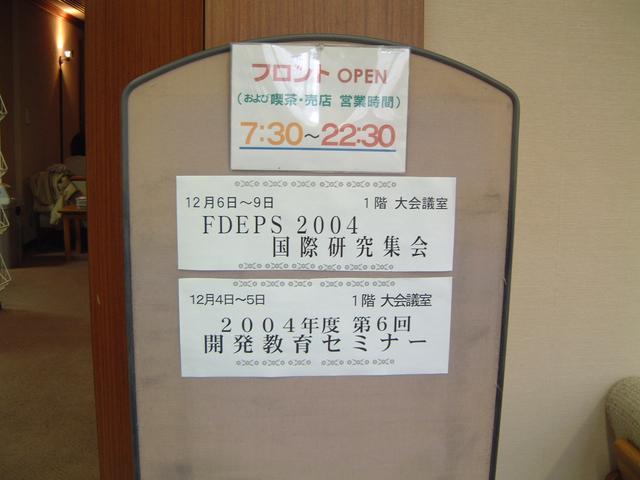 フロント OPEN
(および喫茶・売店 営業時間)
7:30～22:30
12月6日～9日 1階 大会議室
FDEPS 2004
国際研究集会
12月4日～5日 1階 大会議室
２００４年度 第６回
開発教育セミナー